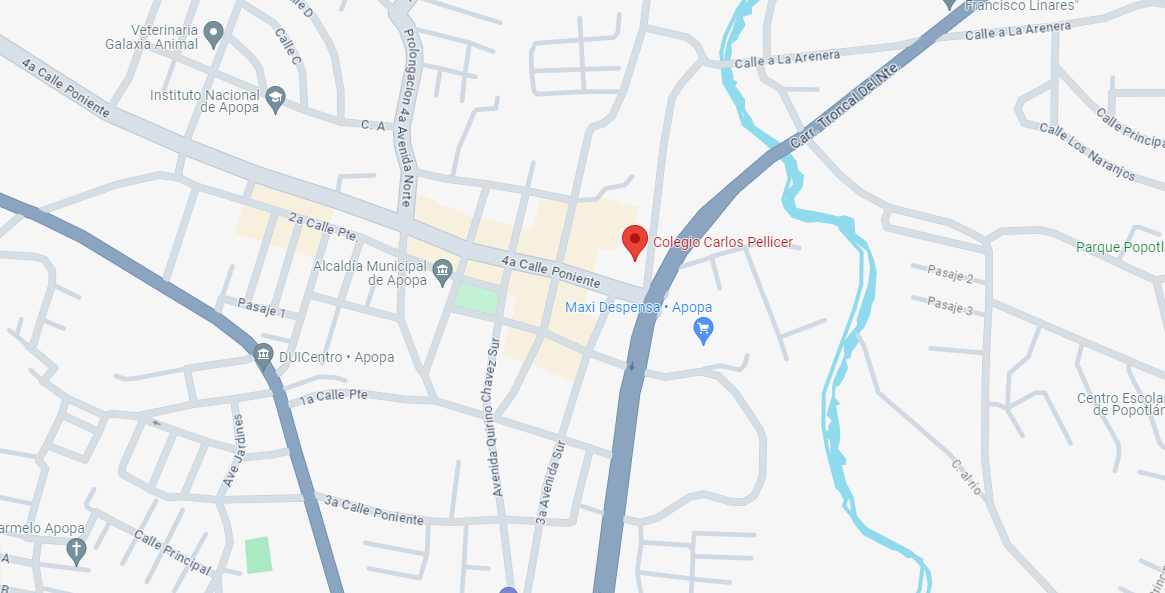 Francisco Linares"
Calle D
Veterinaria
Galaxia Animal
Calle C
Calle a La Arenera
Calle a La Arenera
4a Calle Poniente
Prolongacion 4a Avenida Norte
Carr. Troncal Del Nte.
Instituto Nacional
de Apopa
C. A
Calle Principa
Calle Los Naranjos
2a Calle Pte.
Colegio Carlos Pellicer
Parque Popotl
Alcaldía Municipal
de Apopa
4a Calle Poniente
Pasaje 2
Pasaje 1
Maxi Despensa • Apopa
Pasaje 3
DUICentro • Apopa
Avenida Quirino Chavez Sur
1a Calle Pte
Centro Escolar
de Popotlár
Ave Jardines
3a Avenida Sur
C. al rio
3a Calle Poniente
armelo Apopa
Calle Principal
A